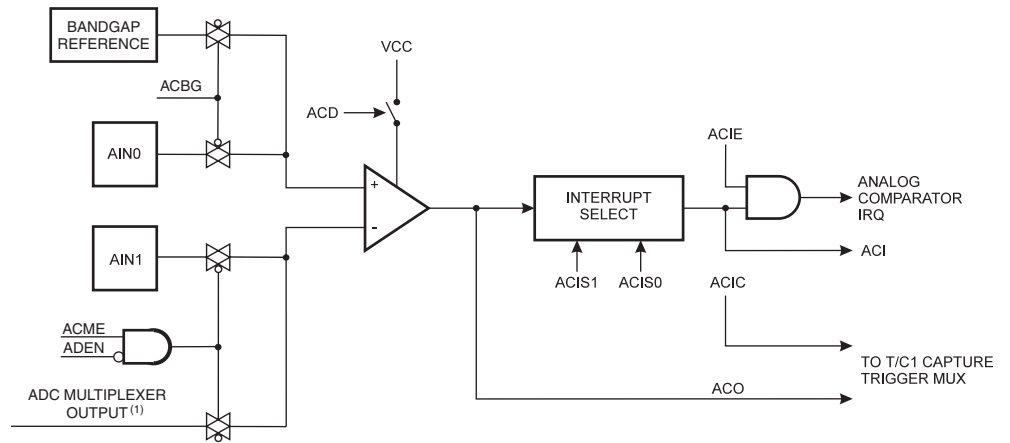 BANDGAP
REFERENCE
VCC
ACBG
ACD
AIN0
ACIE
+
-
INTERRUPT
SELECT
ANALOG
COMPARATOR
IRQ
AIN1
ACI
ACIS1
ACIS0
ACIC
ACME
ADEN
TO T/C1 CAPTURE
TRIGGER MUX
ADC MULTIPLEXER
OUTPUT(1)
ACO